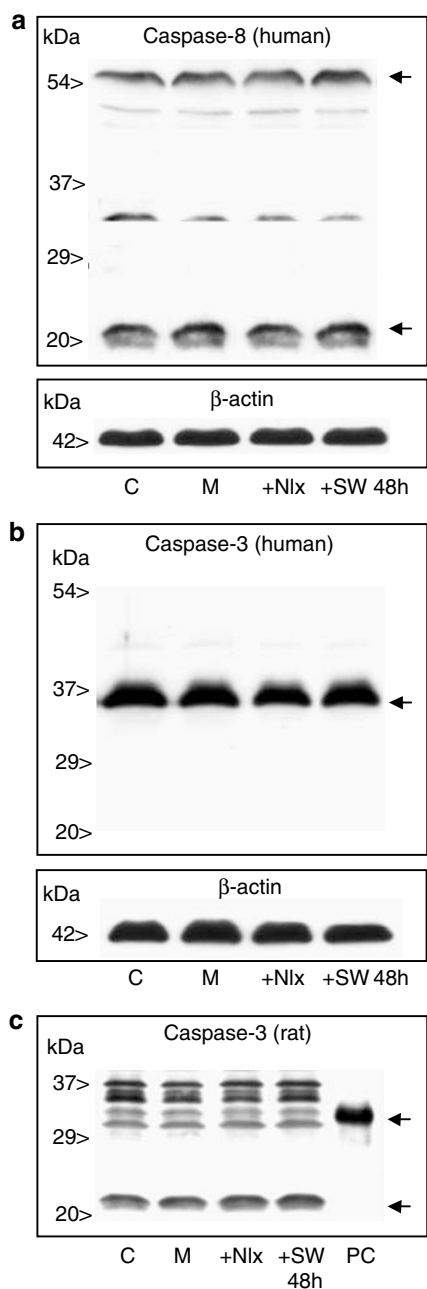 a
kDa
Caspase-8 (human)
54>
37>
29>
20>
kDa
β-actin
42>
C M +Nlx +SW 48h
b
Caspase-3 (human)
kDa
54>
37>
29>
20>
kDa
β-actin
42>
C M +Nlx +SW 48h
c
Caspase-3 (rat)
kDa
37>
29>
20>
C M +Nlx +SW PC
48h